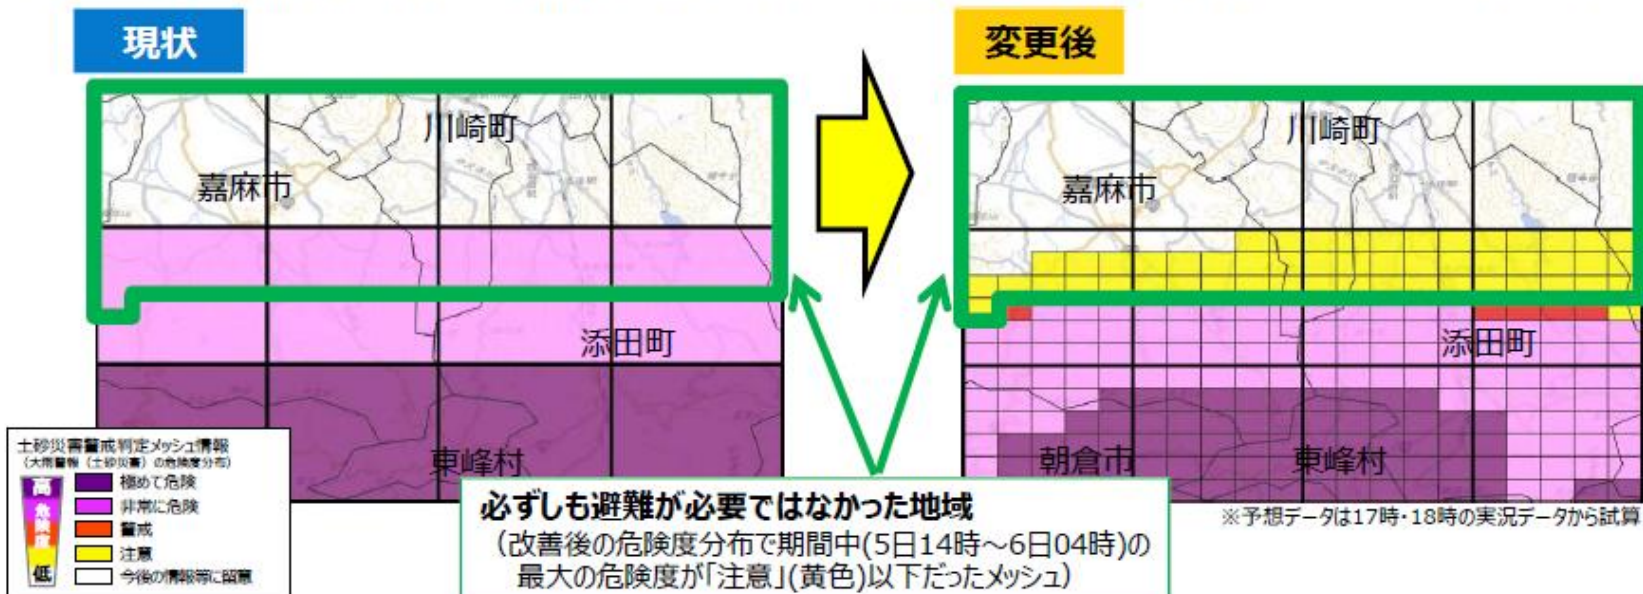 現状
変更後
川崎町
嘉麻市
添田町
東峰村
川崎町
嘉麻市
添田町
朝倉市
東峰村
土砂災害警戒判定メッシュ情報
(大雨警報(土砂災害)の危険度分布)
高
危険度
低
極めて危険
非常に危険
警戒
注意
今後の情報等に留意
必ずしも避難が必要ではなかった地域
(改善後の危険度分布で期間中(5日14時~6日04時)の
最大の危険度が「注意」(黄色)以下だったメッシュ)
※予想データは17時・18時の実況データから試算